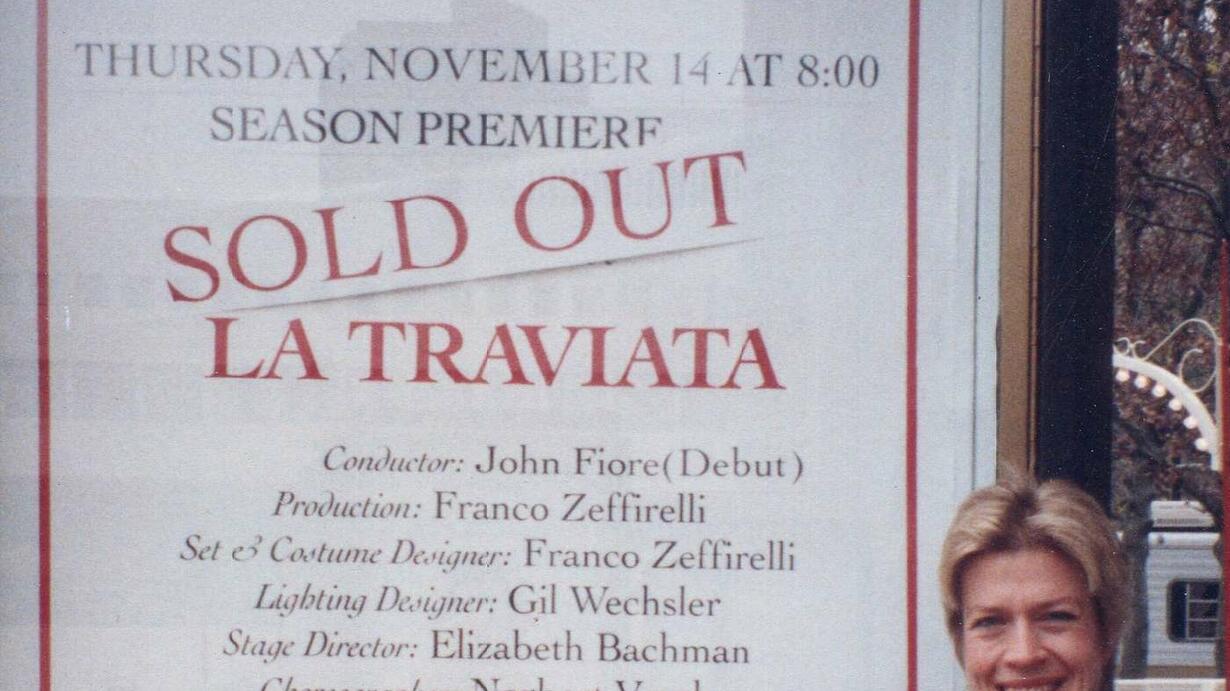 THURSDAY, NOVEMBER 14 AT 8:00
SEASON PREMIERE
SOLD OUT
LA TRAVIATA
Conductor: John Fiore(Debut)
Production: Franco Zeffirelli
Set & Costume Designer: Franco Zeffirelli
Lighting Designer: Gil Wechsler
Stage Director: Elizabeth Bachman